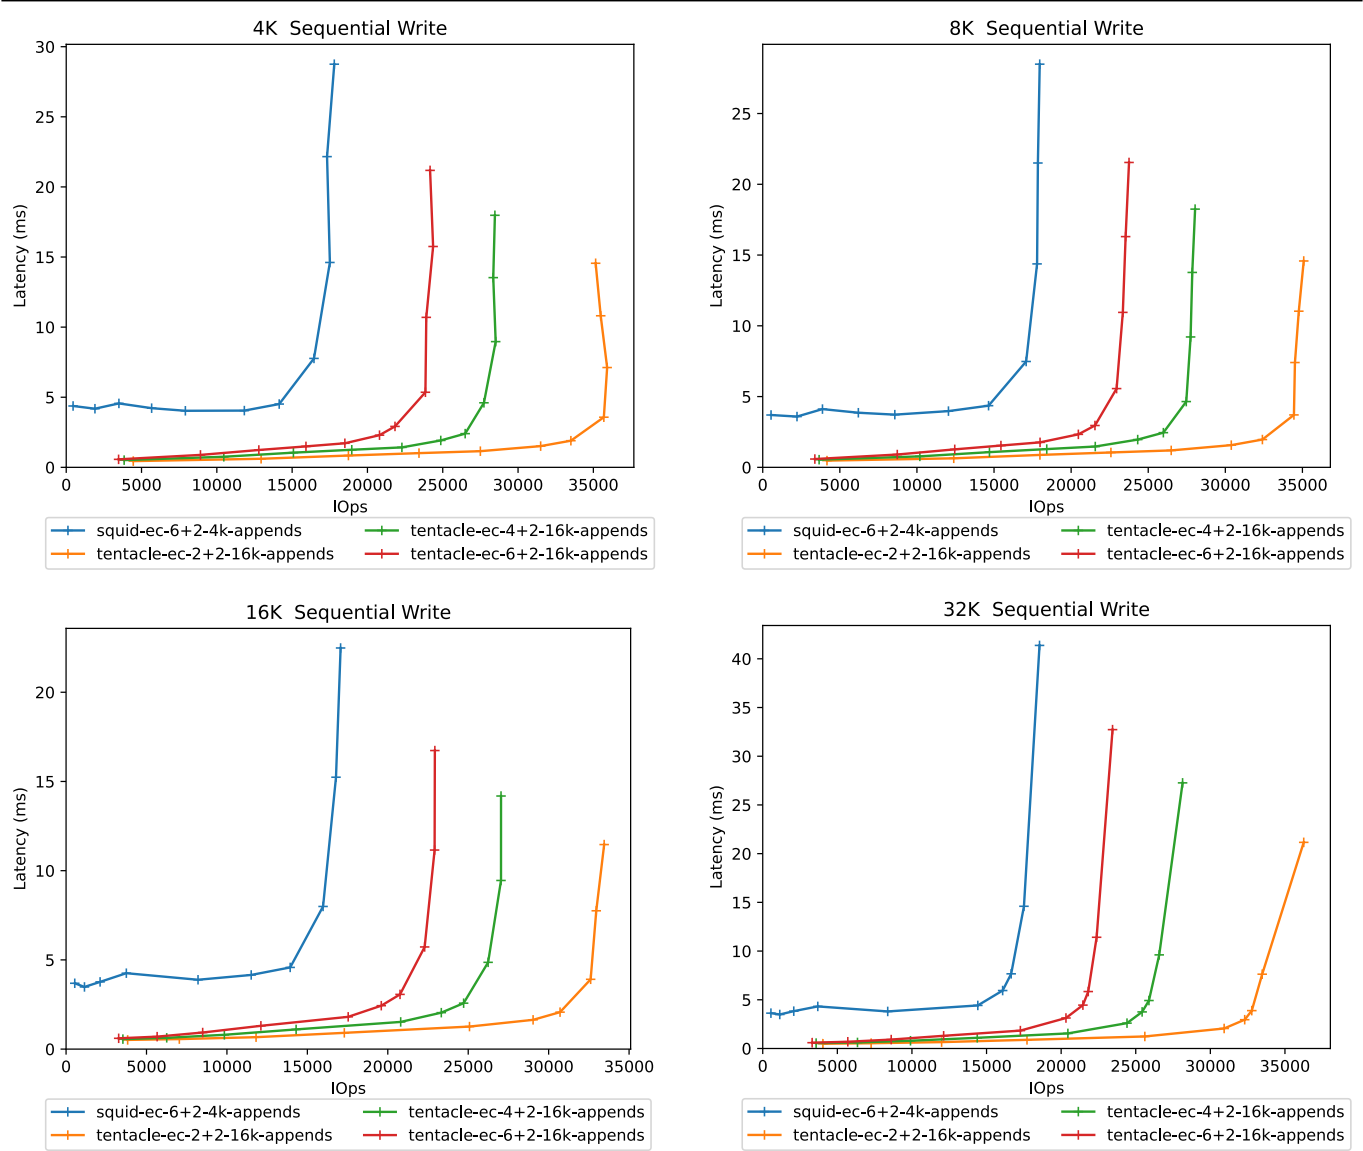 4K  Sequential Write
30
25
20
15
10
5
0
Latency (ms)
0 5000 10000 15000 20000 25000 30000 35000
IOps
squid-ec-6+2-4k-appends
tentacle-ec-4+2-16k-appends
tentacle-ec-2+2-16k-appends
tentacle-ec-6+2-16k-appends
8K  Sequential Write
25
20
15
10
5
0
Latency (ms)
0 5000 10000 15000 20000 25000 30000 35000
IOps
squid-ec-6+2-4k-appends
tentacle-ec-4+2-16k-appends
tentacle-ec-2+2-16k-appends
tentacle-ec-6+2-16k-appends
16K  Sequential Write
20
15
10
5
0
Latency (ms)
0 5000 10000 15000 20000 25000 30000 35000
IOps
squid-ec-6+2-4k-appends
tentacle-ec-4+2-16k-appends
tentacle-ec-2+2-16k-appends
tentacle-ec-6+2-16k-appends
32K  Sequential Write
40
35
30
25
20
15
10
5
0
Latency (ms)
0 5000 10000 15000 20000 25000 30000 35000
IOps
squid-ec-6+2-4k-appends
tentacle-ec-4+2-16k-appends
tentacle-ec-2+2-16k-appends
tentacle-ec-6+2-16k-appends